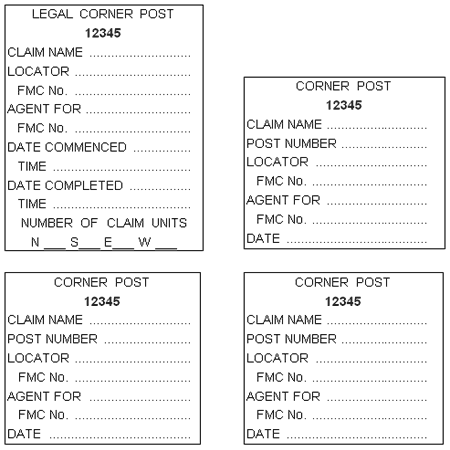 LEGAL CORNER POST
12345
CLAIM NAME ..............................
LOCATOR ..................................
FMC No. ..................................
AGENT FOR ...............................
FMC No. ..................................
DATE COMMENCED .................
TIME .........................................
DATE COMPLETED ..................
TIME .........................................
NUMBER OF CLAIM UNITS
N ___ S___ E___ W ___
CORNER POST
12345
CLAIM NAME ..............................
POST NUMBER ..........................
LOCATOR ..................................
FMC No. ..................................
AGENT FOR ...............................
FMC No. ..................................
DATE .........................................
CORNER POST
12345
CLAIM NAME ..............................
POST NUMBER ..........................
LOCATOR ..................................
FMC No. ..................................
AGENT FOR ...............................
FMC No. ..................................
DATE .........................................
CORNER POST
12345
CLAIM NAME ..............................
POST NUMBER ..........................
LOCATOR ..................................
FMC No. ..................................
AGENT FOR ...............................
FMC No. ..................................
DATE .........................................